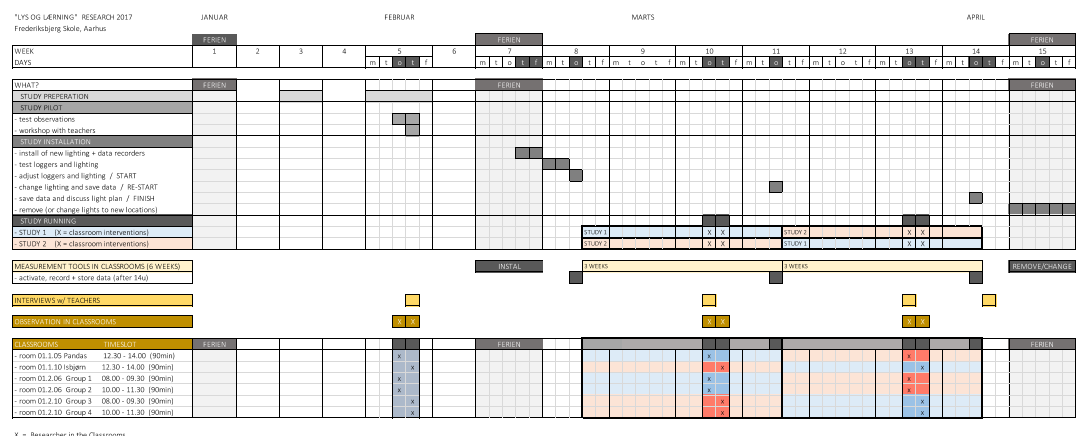 "LYS OG LÆRNING" RESEARCH 2017 JANUAR FEBRUAR MARTS APRIL
Frederiksbjerg Skole, Aarhus
FERIEN FERIEN FERIEN
WEEK 1 2 3 4 5 6 7 8 9 10 11 12 13 14 15
DAYS m t o t f m t o t f m t o t f m t o t f m t o t f m t o t f m t o t f m t o t f m t o t f m t o t f
WHAT? FERIEN FERIEN FERIEN
STUDY PREPERATION
STUDY PILOT
- test observations
- workshop with teachers
STUDY INSTALLATION
- install of new lighting + data recorders
- test loggers and lighting
- adjust loggers and lighting / START
- change lighting and save data / RE-START
- save data and discuss light plan / FINISH
- remove (or change lights to new locations)
STUDY RUNNING
- STUDY 1 (X = classroom interventions) STUDY 1 X X STUDY 2 X X
- STUDY 2 (X = classroom interventions) STUDY 2 X X STUDY 1 X X
MEASUREMENT TOOLS IN CLASSROOMS (6 WEEKS) INSTAL 3 WEEKS 3 WEEKS REMOVE/CHANGE
- activate, record + store data (after 14u)
INTERVIEWS w/ TEACHERS
OBSERVATION IN CLASSROOMS X X X X X X
CLASSROOMS TIMESLOT FERIEN FERIEN FERIEN
- room 01.1.05 Pandas 12.30 - 14.00 (90min) X X X
- room 01.1.10 Isbjørn 12.30 - 14.00 (90min) X X X
- room 01.2.06 Group 1 08.00 - 09.30 (90min) X X X
- room 01.2.06 Group 2 10.00 - 11.30 (90min) X X X
- room 01.2.10 Group 3 08.00 - 09.30 (90min) X X X
- room 01.2.10 Group 4 10.00 - 11.30 (90min) X X X
X = Researcher in the Classrooms